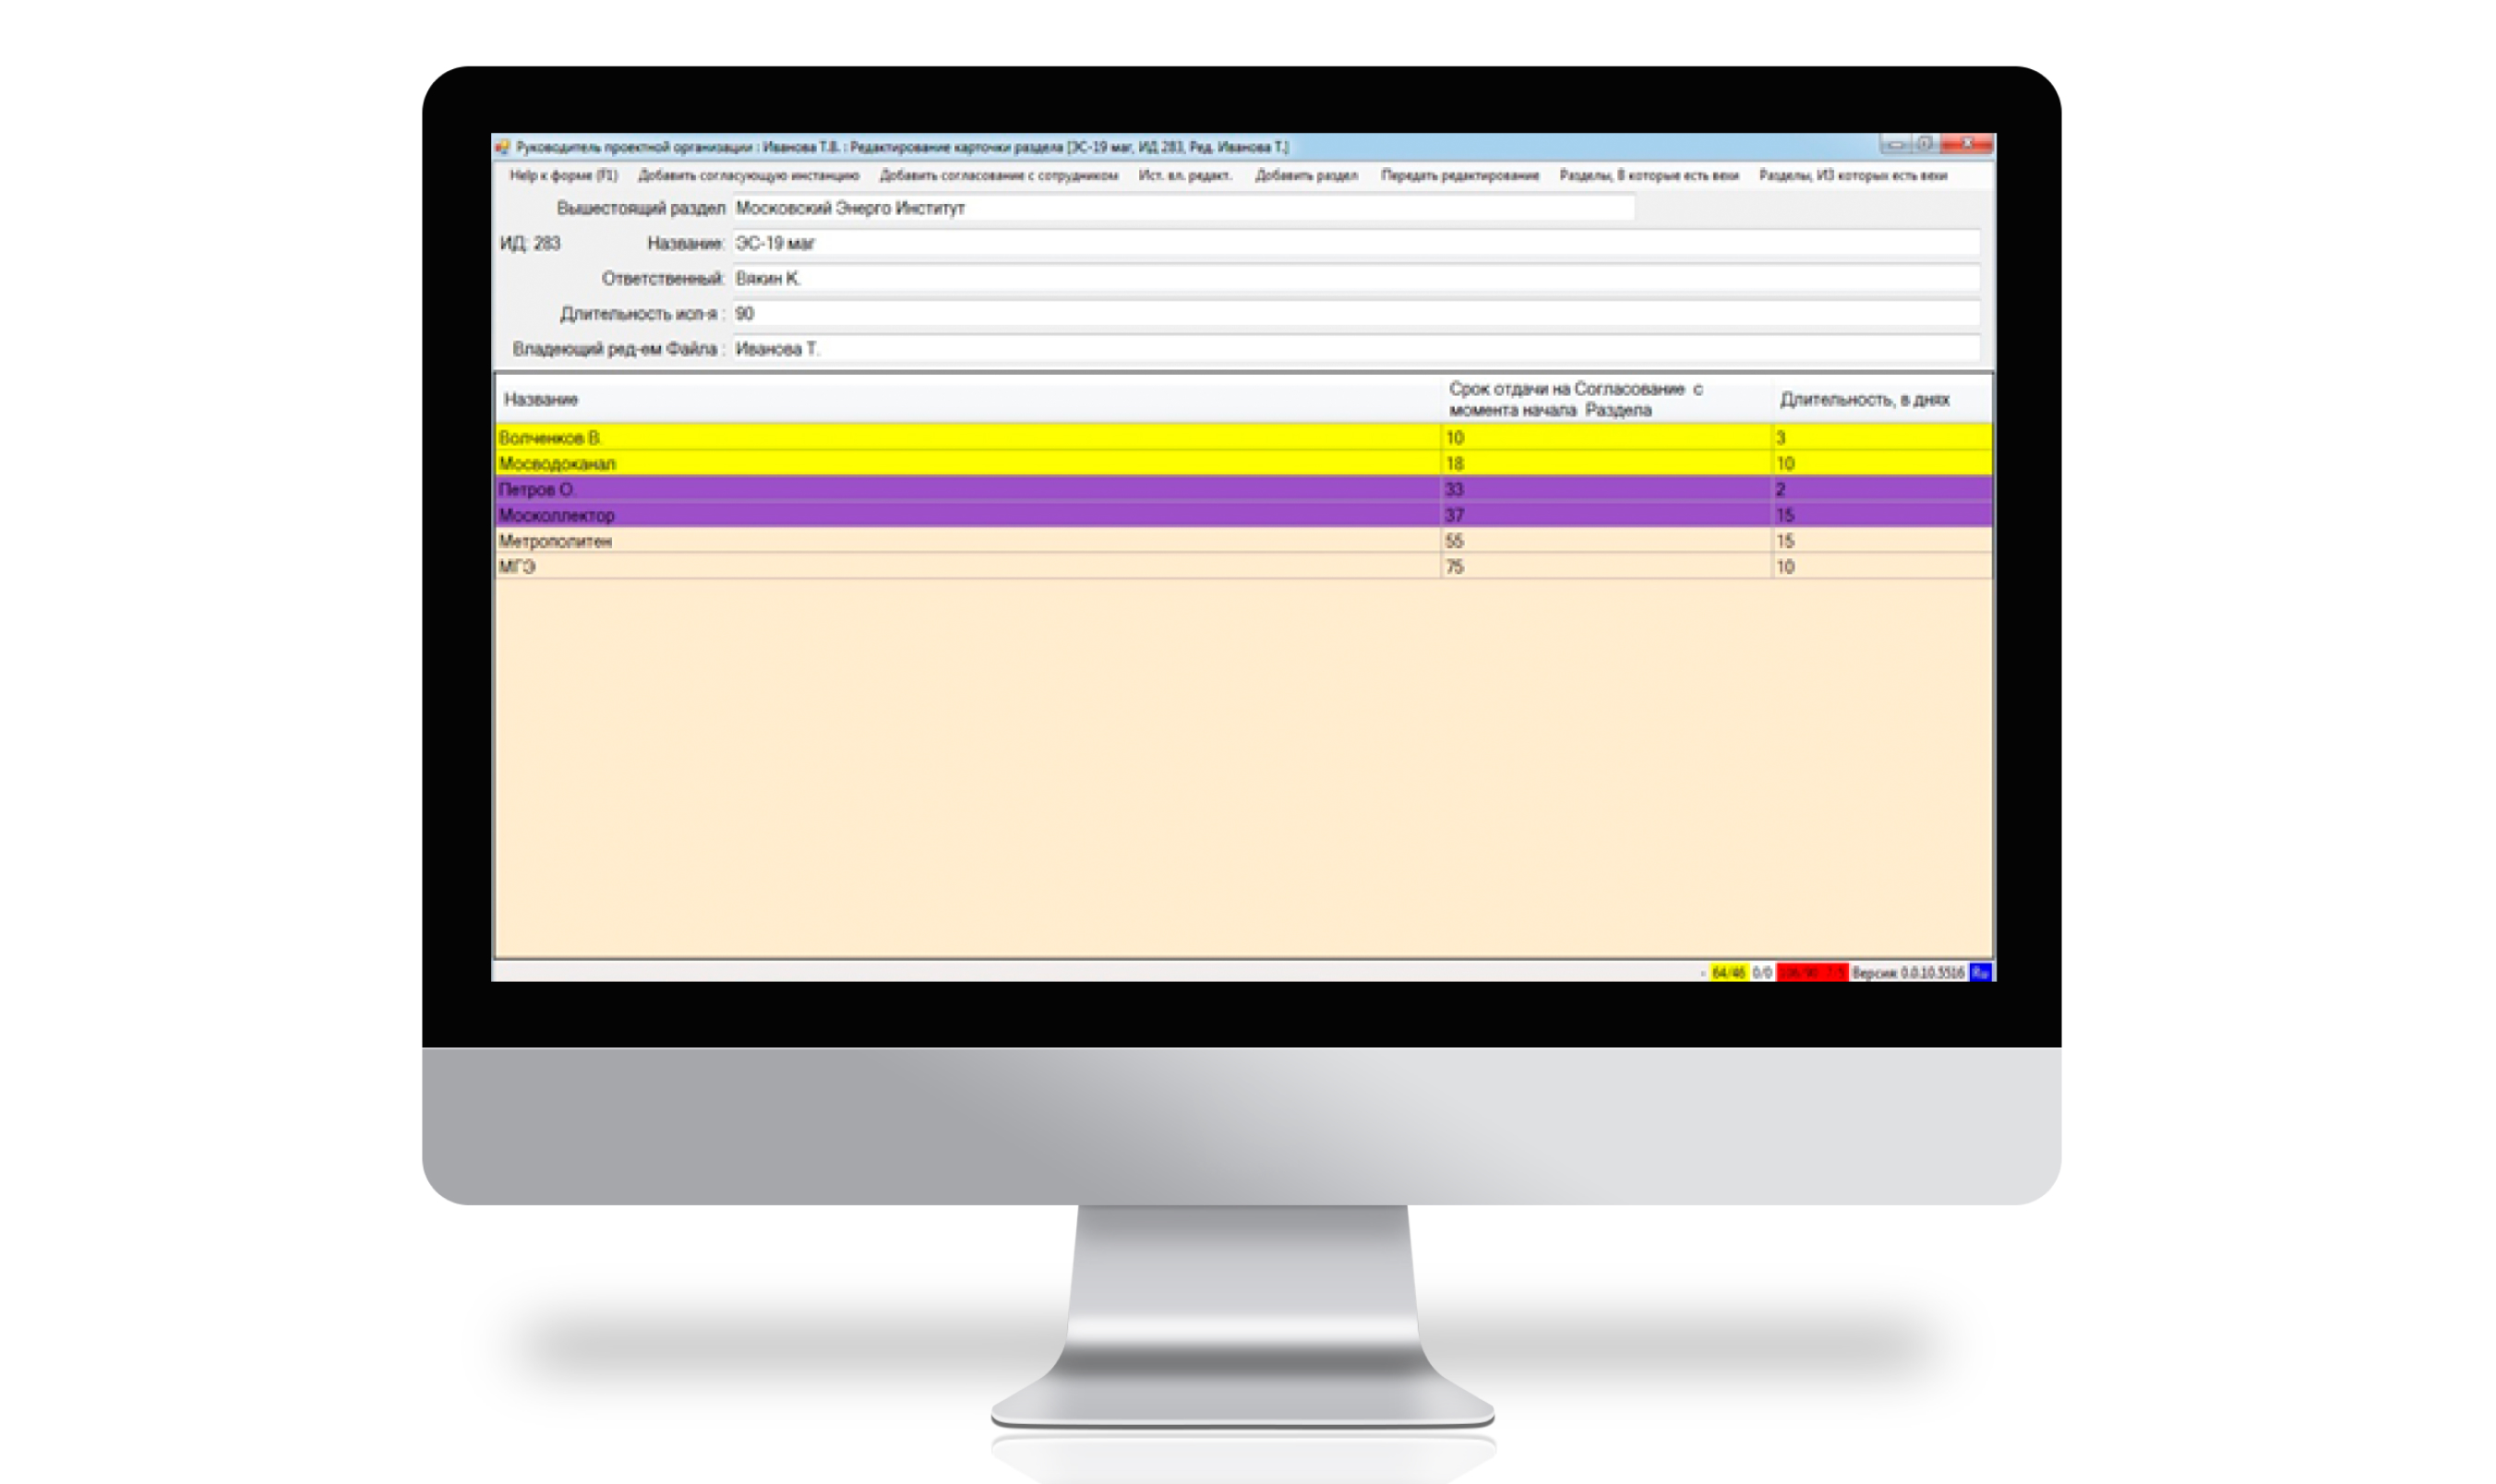 Руководитель проектной организации : Иванова Т.В. : Редактирование карточки раздела [ЭС-19 маг, ИД 283, Ред. Иванова Т.]
Help к форме (F1) Добавить согласующую инстанцию Добавить согласование с сотрудником Ист. вл. редакт. Добавить раздел Передать редактирование Разделы, В которые есть вехи Разделы, ИЗ которых есть вехи
Вышестоящий раздел Московский Энерго Институт
ИД: 283 Название: ЭС-19 маг
Ответственный: Вякин К.
Длительность исп-я : 90
Владеющий ред-ем Файла : Иванова Т.
Название Срок отдачи на Согласование с момента начала Раздела Длительность, в днях
Волченков В. 10 3
Мосводоканал 18 10
Петров О. 33 2
Москоллектор 37 15
Метрополитен 55 15
МГЭ 75 10
64/46 0/0 Версия: 0.0.10.5516